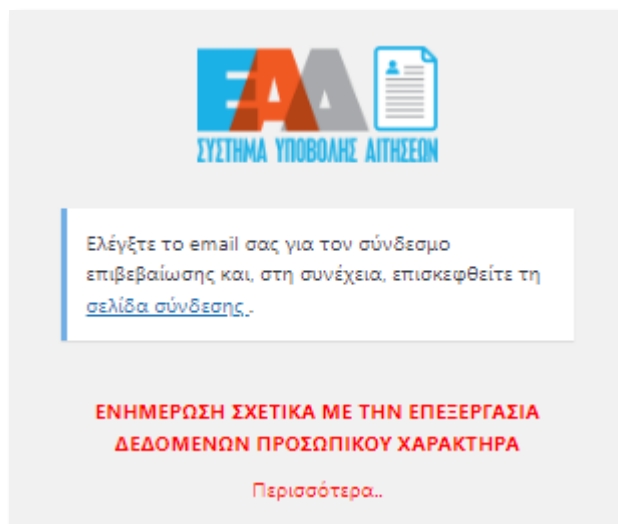 ΕΑΔ
ΣΥΣΤΗΜΑ ΥΠΟΒΟΛΗΣ ΑΙΤΗΣΕΩΝ
Ελέγξτε το email σας για τον σύνδεσμο
επιβεβαίωσης και, στη συνέχεια, επισκεφθείτε τη
σελίδα σύνδεσης .
ΕΝΗΜΕΡΩΣΗ ΣΧΕΤΙΚΑ ΜΕ ΤΗΝ ΕΠΕΞΕΡΓΑΣΙΑ
ΔΕΔΟΜΕΝΩΝ ΠΡΟΣΩΠΙΚΟΥ ΧΑΡΑΚΤΗΡΑ
Περισσότερα..